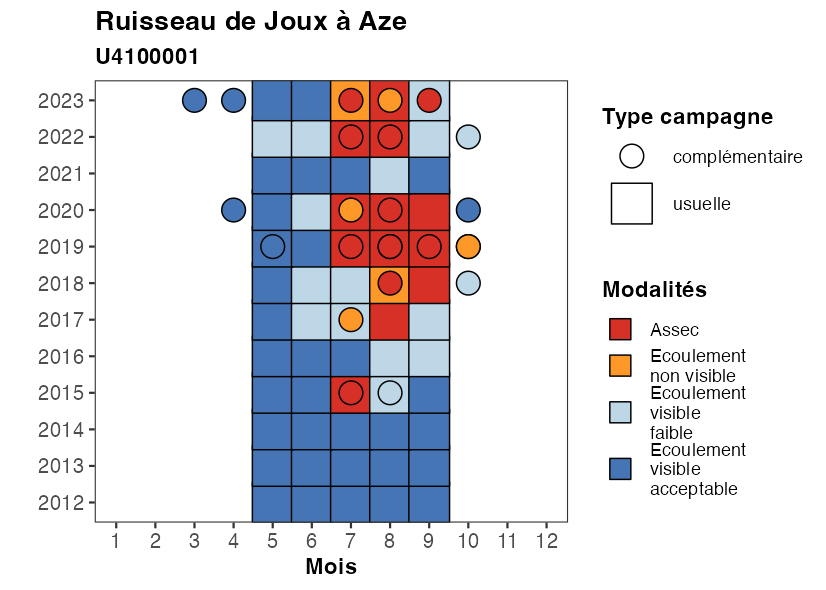 Ruisseau de Joux à Aze
U4100001
2023
2022
2021
2020
2019
2018
2017
2016
2015
2014
2013
2012
1 2 3 4 5 6 7 8 9 10 11 12
Mois
Type campagne
complémentaire
usuelle
Modalités
Assec
Ecoulement
non visible
Ecoulement
visible
faible
Ecoulement
visible
acceptable